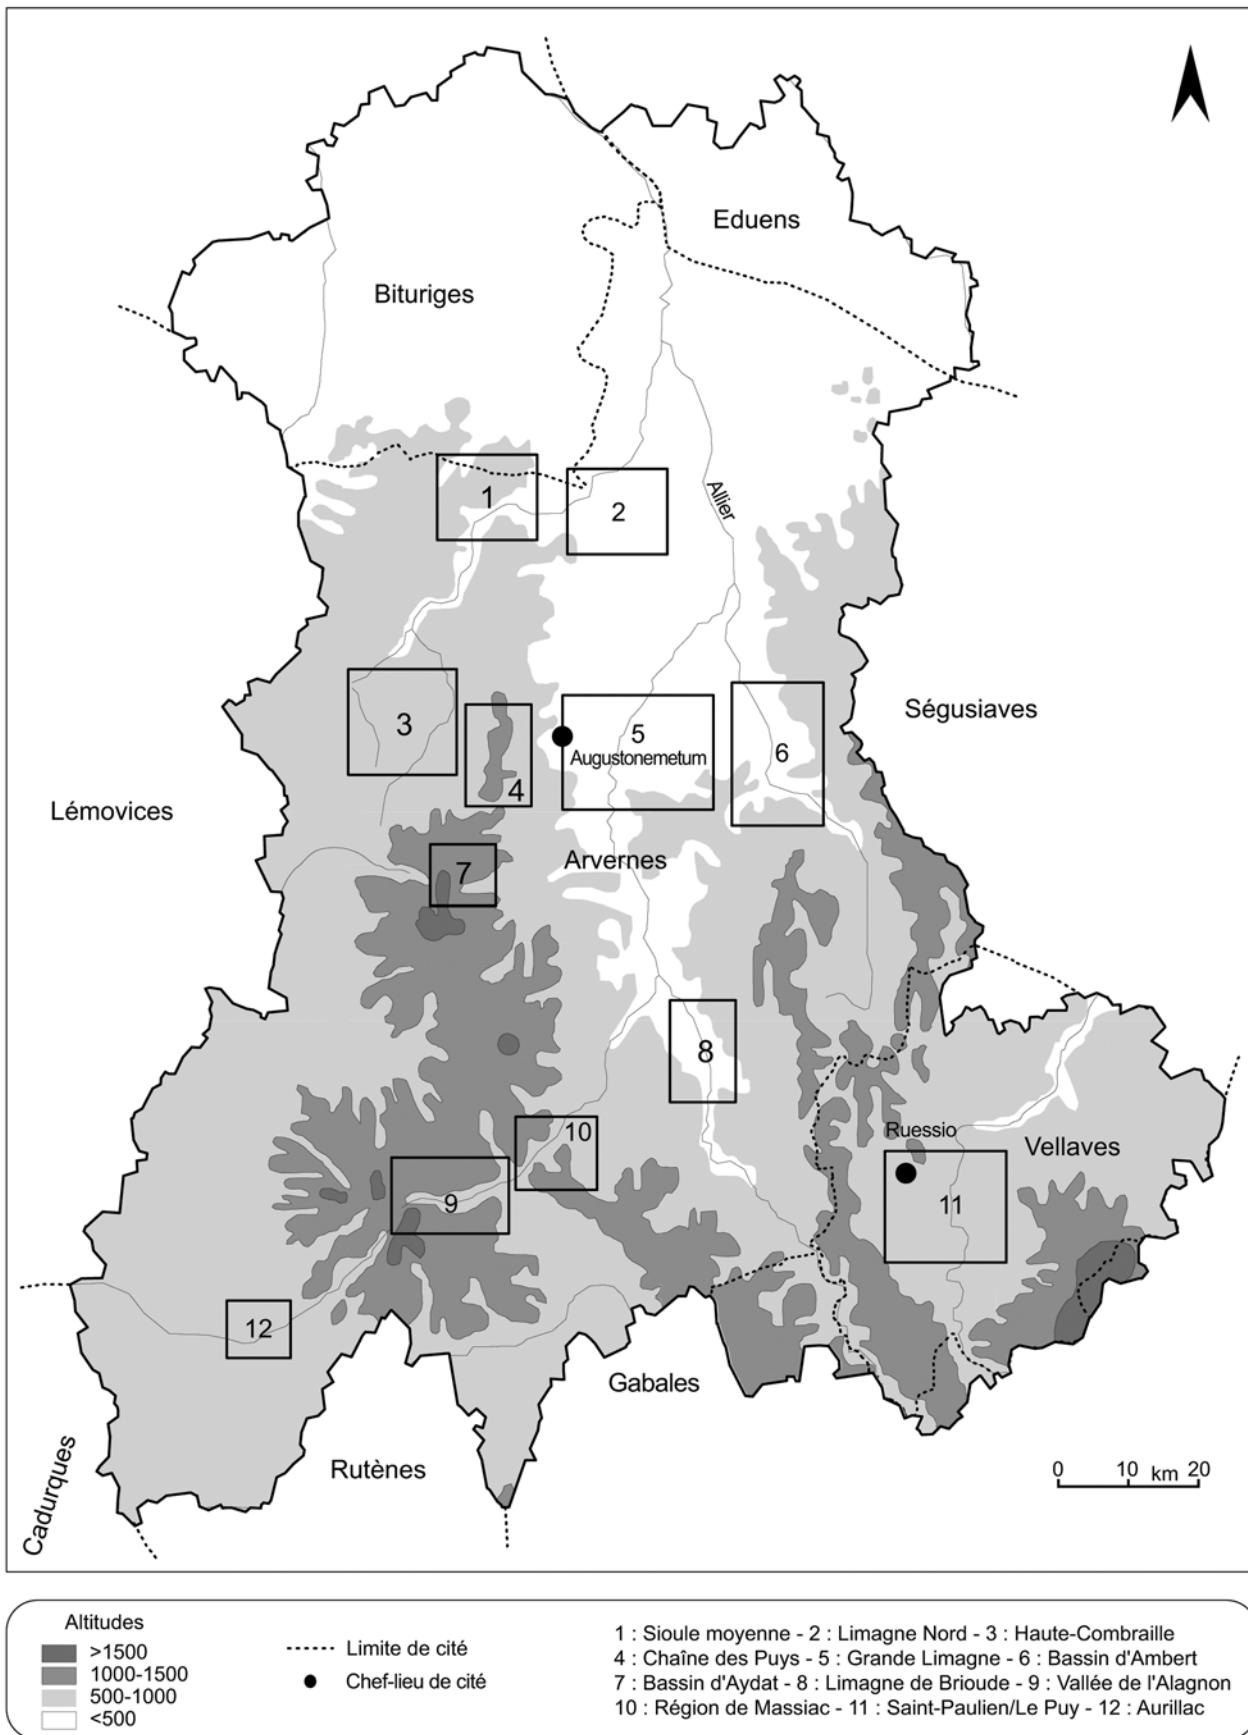 Eduens
Bituriges
1
2
Allier
3
4
5
Augustonemetum
6
Ségusiaves
Lémovices
Arvernes
7
8
10
Ruessio
Vellaves
9
11
12
Gabales
Rutènes
Cadurques
0 10 km 20
Altitudes
>1500
1000-1500
500-1000
<500
Limite de cité
Chef-lieu de cité
1 : Sioule moyenne - 2 : Limagne Nord - 3 : Haute-Combraille
4 : Chaîne des Puys - 5 : Grande Limagne - 6 : Bassin d'Ambert
7 : Bassin d'Aydat - 8 : Limagne de Brioude - 9 : Vallée de l'Alagnon
10 : Région de Massiac - 11 : Saint-Paulien/Le Puy - 12 : Aurillac